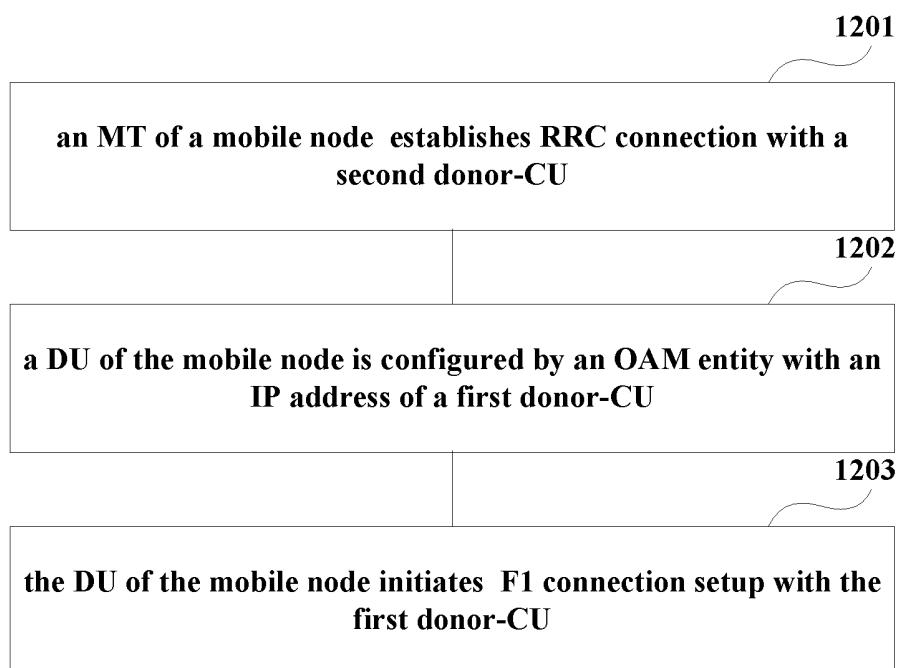 1201
an MT of a mobile node establishes RRC connection with a
second donor-CU
1202
a DU of the mobile node is configured by an OAM entity with an
IP address of a first donor-CU
1203
the DU of the mobile node initiates F1 connection setup with the
first donor-CU